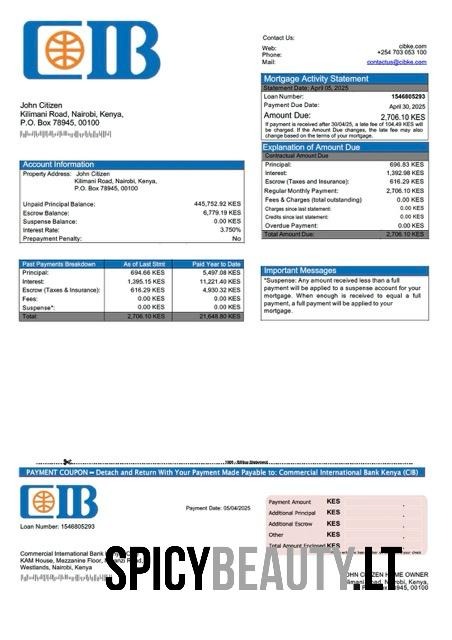 CIB
Contact Us:
Web: cibke.com
Phone: +254 703 053 100
Mail: contactus@cibke.com
Mortgage Activity Statement
Statement Date: April 05, 2025
Loan Number: 1546805293
Payment Due Date: April 30, 2025
Amount Due: 2,706.10 KES
If payment is received after 30/04/25, a late fee of 104.49 KES will
be charged. If the Amount Due changes, the late fee may also
change based on the terms of your mortgage.
John Citizen
Kilimani Road, Nairobi, Kenya,
P.O. Box 78945, 00100
Explanation of Amount Due
Contractual Amount Due
Principal: 696.83 KES
Interest: 1,392.98 KES
Escrow (Taxes and Insurance): 616.29 KES
Regular Monthly Payment: 2,706.10 KES
Fees & Charges (total outstanding) 0.00 KES
Charges since last statement: 0.00 KES
Credits since last statement: 0.00 KES
Overdue Payment: 0.00 KES
Total Amount Due: 2,706.10 KES
Account Information
Property Address: John Citizen
Kilimani Road, Nairobi, Kenya,
P.O. Box 78945, 00100
Unpaid Principal Balance: 445,752.92 KES
Escrow Balance: 6,779.19 KES
Suspense Balance: 0.00 KES
Interest Rate: 3.750%
Prepayment Penalty: No
Past Payments Breakdown As of Last Stmt Paid Year to Date
Principal: 694.66 KES 5,497.08 KES
Interest: 1,395.15 KES 11,221.40 KES
Escrow (Taxes & Insurance): 616.29 KES 4,930.32 KES
Fees: 0.00 KES 0.00 KES
Suspense*: 0.00 KES 0.00 KES
Total: 2,706.10 KES 21,648.80 KES
Important Messages
*Suspense: Any amount received less than a full
payment will be applied to a suspense account for your
mortgage. When enough is received to equal a full
payment, a full payment will be applied to your
mortgage.
PAYMENT COUPON – Detach and Return With Your Payment Made Payable to: Commercial International Bank Kenya (CIB)
CIB
Loan Number: 1546805293
Payment Date: 05/04/2025
Payment Amount KES
Additional Principal KES
Additional Escrow KES
Other KES
Total Amount Enclosed KES
Commercial International Bank Kenya
KAM House, Mezzanine Floor,
Westlands, Nairobi, Kenya
JOHN CITIZEN HOME OWNER
SPICYBEAUTY.LT